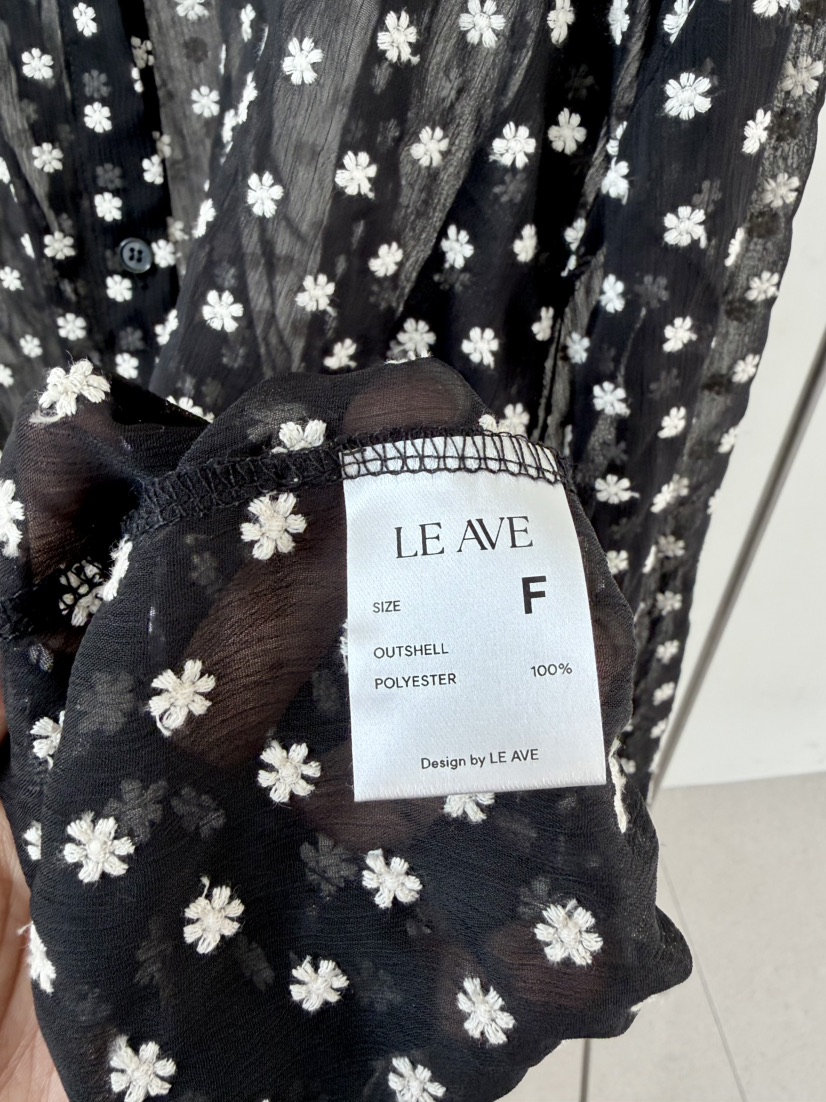 LE AVE
SIZE F
OUTSHELL
POLYESTER 100%
Design by LE AVE